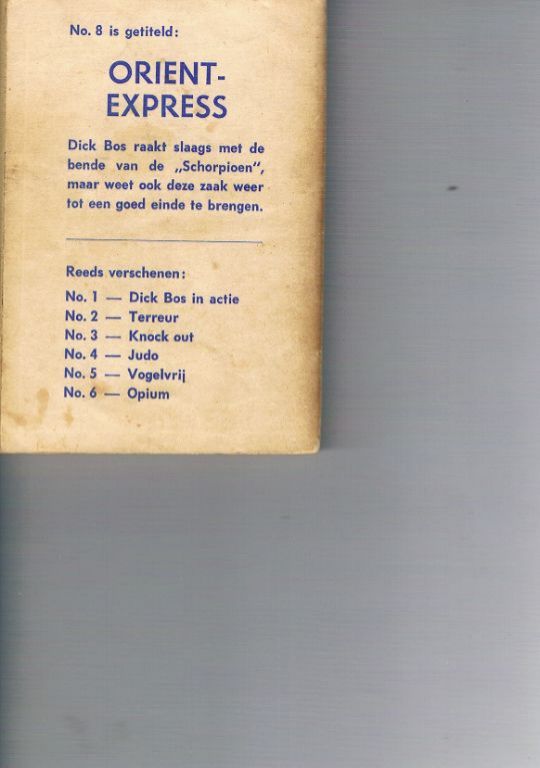 No. 8 is getiteld:
ORIENT-
EXPRESS
Dick Bos raakt slaags met de
bende van de „Schorpioen”,
maar weet ook deze zaak weer
tot een goed einde te brengen.
Reeds verschenen:
No. 1 — Dick Bos in actie
No. 2 — Terreur
No. 3 — Knock out
No. 4 — Judo
No. 5 — Vogelvrij
No. 6 — Opium